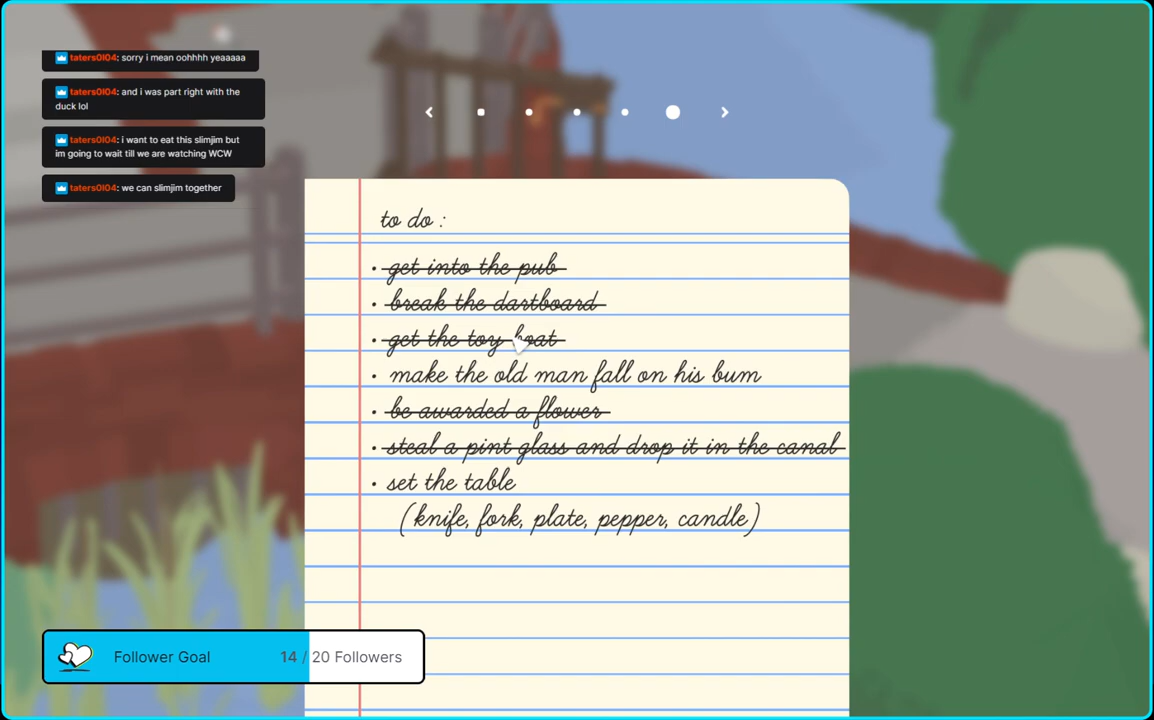 taters0l04: sorry i mean oohhhh yeaaaaa
taters0l04: and i was part right with the
duck lol
taters0l04: i want to eat this slimjim but
im going to wait till we are watching WCW
taters0l04: we can slimjim together
to do :
• get into the pub
• break the dartboard
• get the toy boat
• make the old man fall on his bum
• be awarded a flower
• steal a pint glass and drop it in the canal
• set the table
(knife, fork, plate, pepper, candle)
Follower Goal 14 / 20 Followers